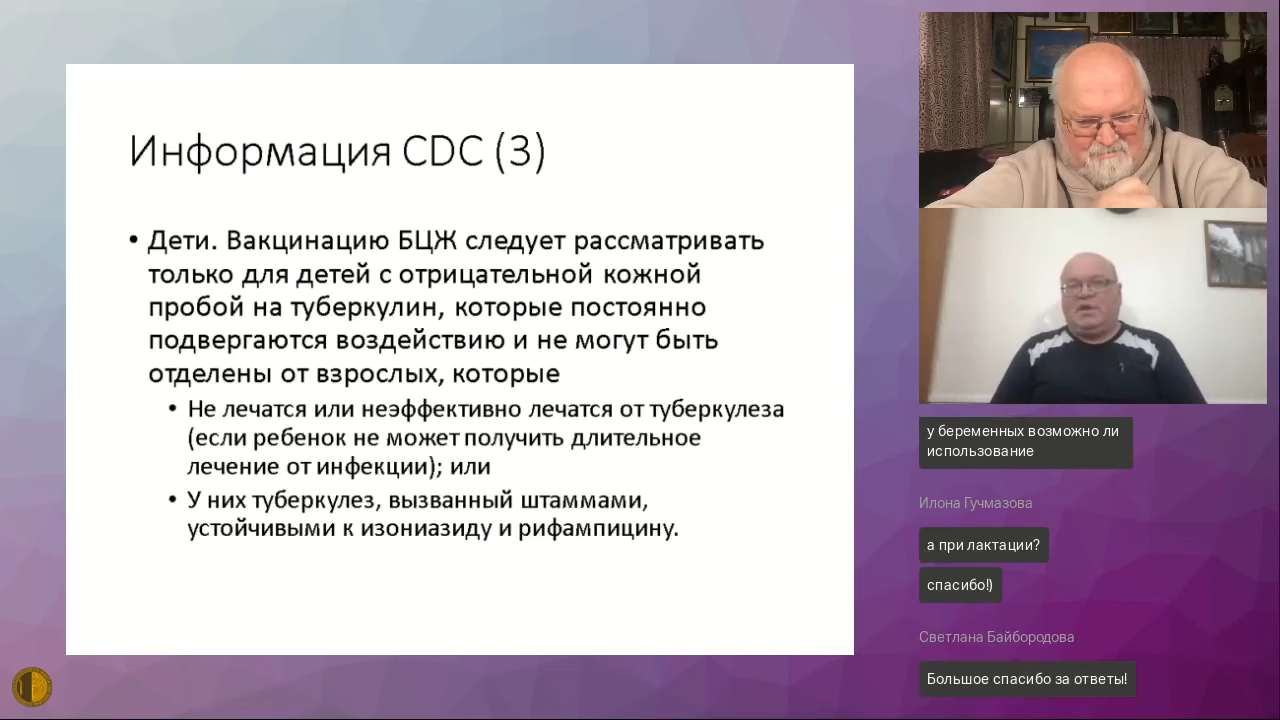 Информация CDC (3)
• Дети. Вакцинацию БЦЖ следует рассматривать
только для детей с отрицательной кожной
пробой на туберкулин, которые постоянно
подвергаются воздействию и не могут быть
отделены от взрослых, которые
• Не лечатся или неэффективно лечатся от туберкулеза
(если ребенок не может получить длительное
лечение от инфекции); или
• У них туберкулез, вызванный штаммами,
устойчивыми к изониазиду и рифампицину.
у беременных возможно ли
использование
Илона Гучмазова
а при лактации?
спасибо!)
Светлана Байбородова
Большое спасибо за ответы!